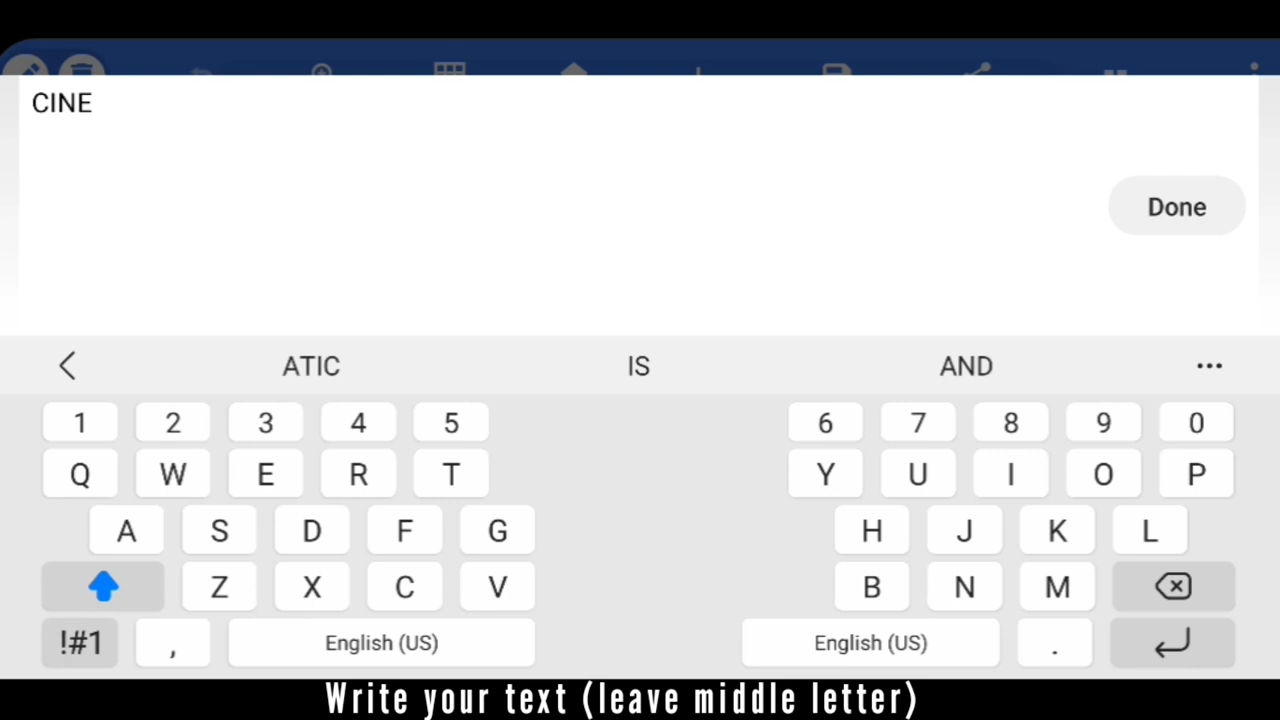 CINE
Done
ATIC IS AND
1 2 3 4 5 6 7 8 9 0
Q W E R T Y U I O P
A S D F G H J K L
Z X C V B N M
!#1 , English (US) English (US) .
Write your text (leave middle letter)